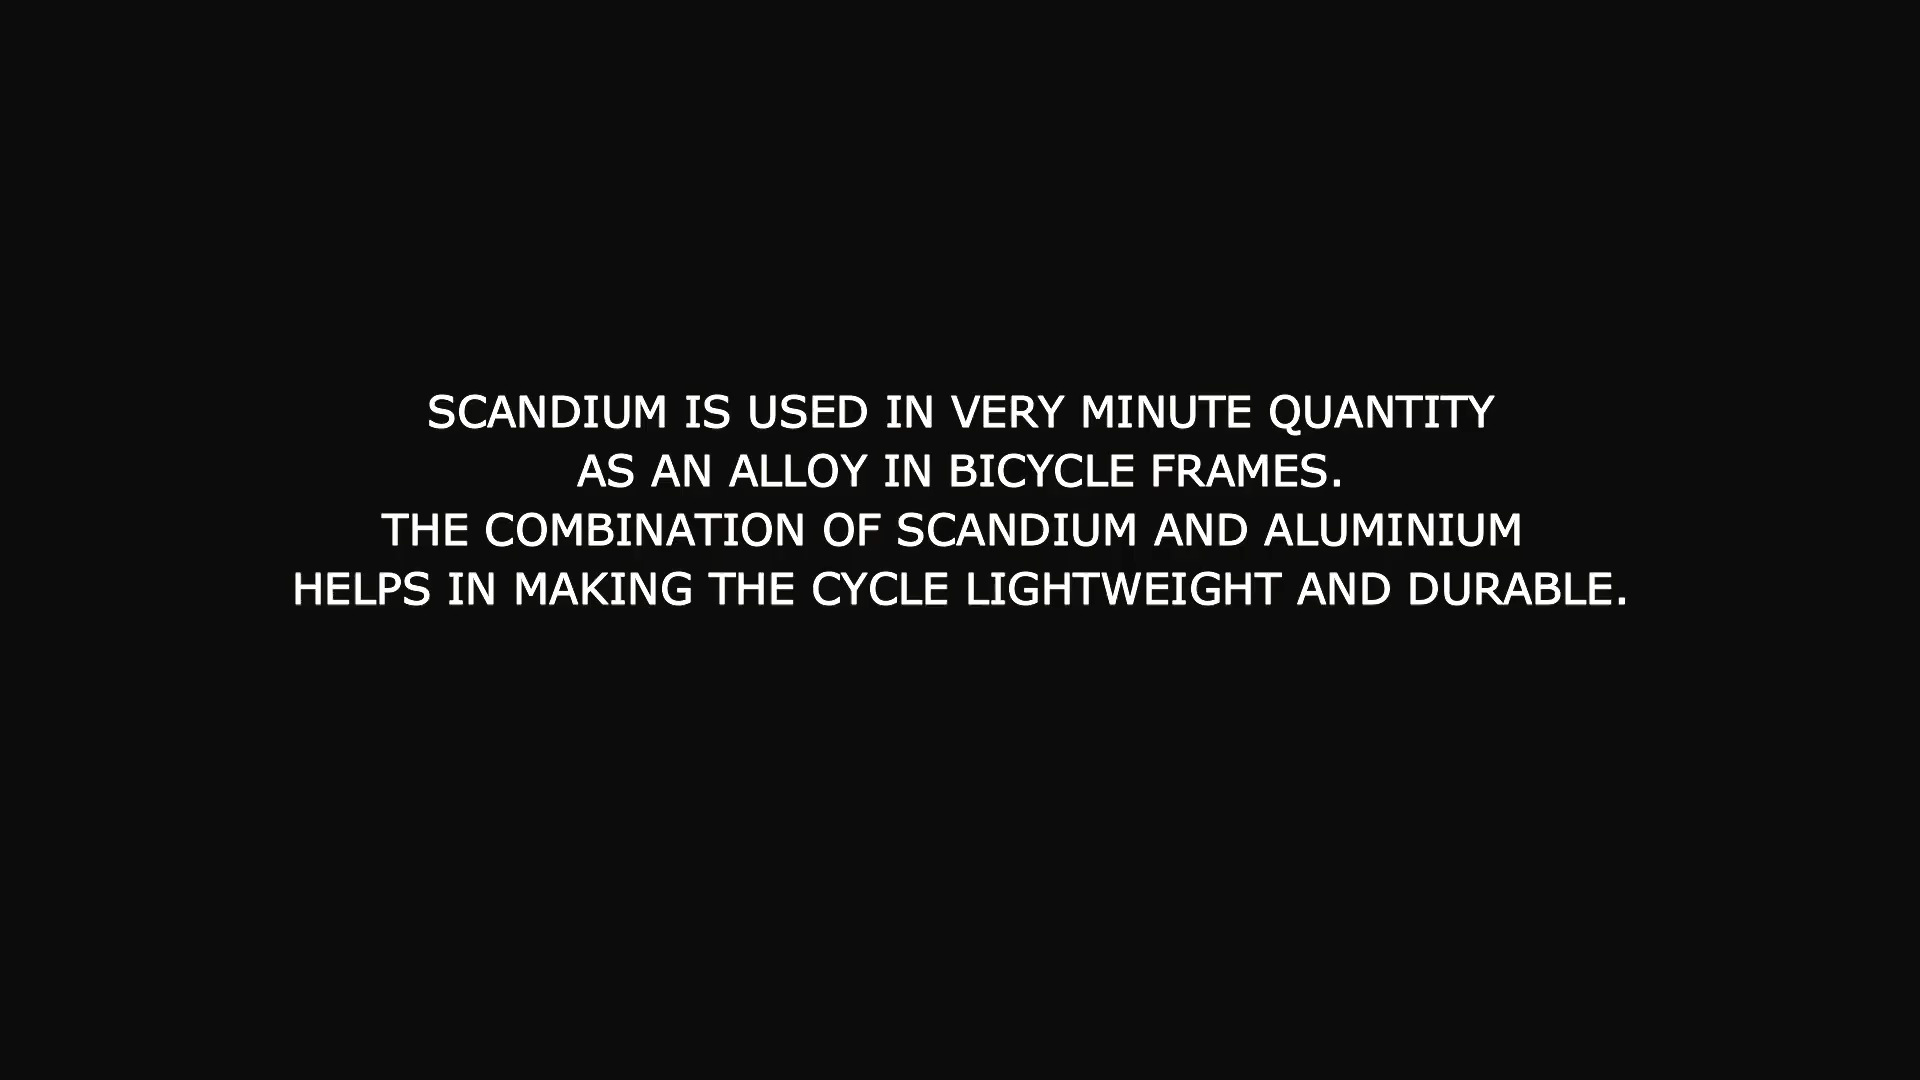 SCANDIUM IS USED IN VERY MINUTE QUANTITY
AS AN ALLOY IN BICYCLE FRAMES.
THE COMBINATION OF SCANDIUM AND ALUMINIUM
HELPS IN MAKING THE CYCLE LIGHTWEIGHT AND DURABLE.